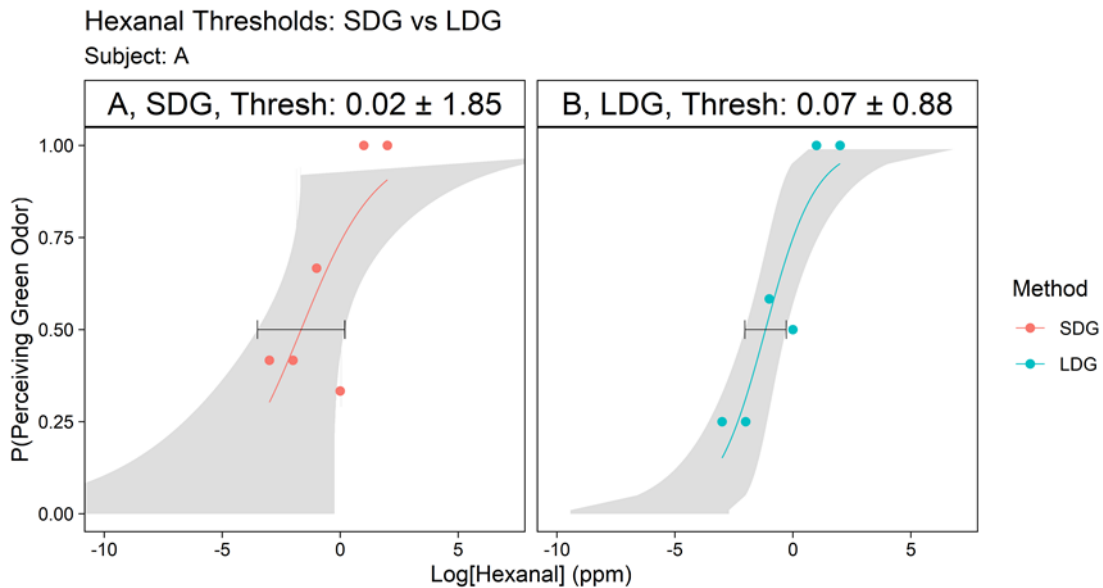 Hexanal Thresholds: SDG vs LDG
Subject: A
A, SDG, Thresh: 0.02 ± 1.85
B, LDG, Thresh: 0.07 ± 0.88
P(Perceiving Green Odor)
1.00
0.75
0.50
0.25
0.00
-10
-5
0
5
-10
-5
0
5
Log[Hexanal] (ppm)
Method
SDG
LDG